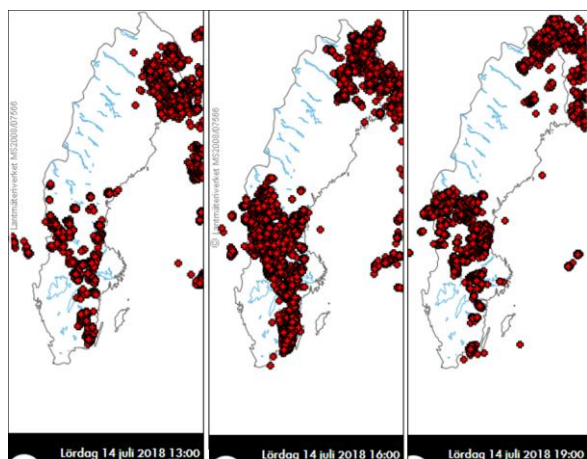 © Lantmäteriverket MS2008/07566
© Lantmäteriverket MS2008/07566
Lördag 14 juli 2018 13:00
Lördag 14 juli 2018 16:00
Lördag 14 juli 2018 19:00